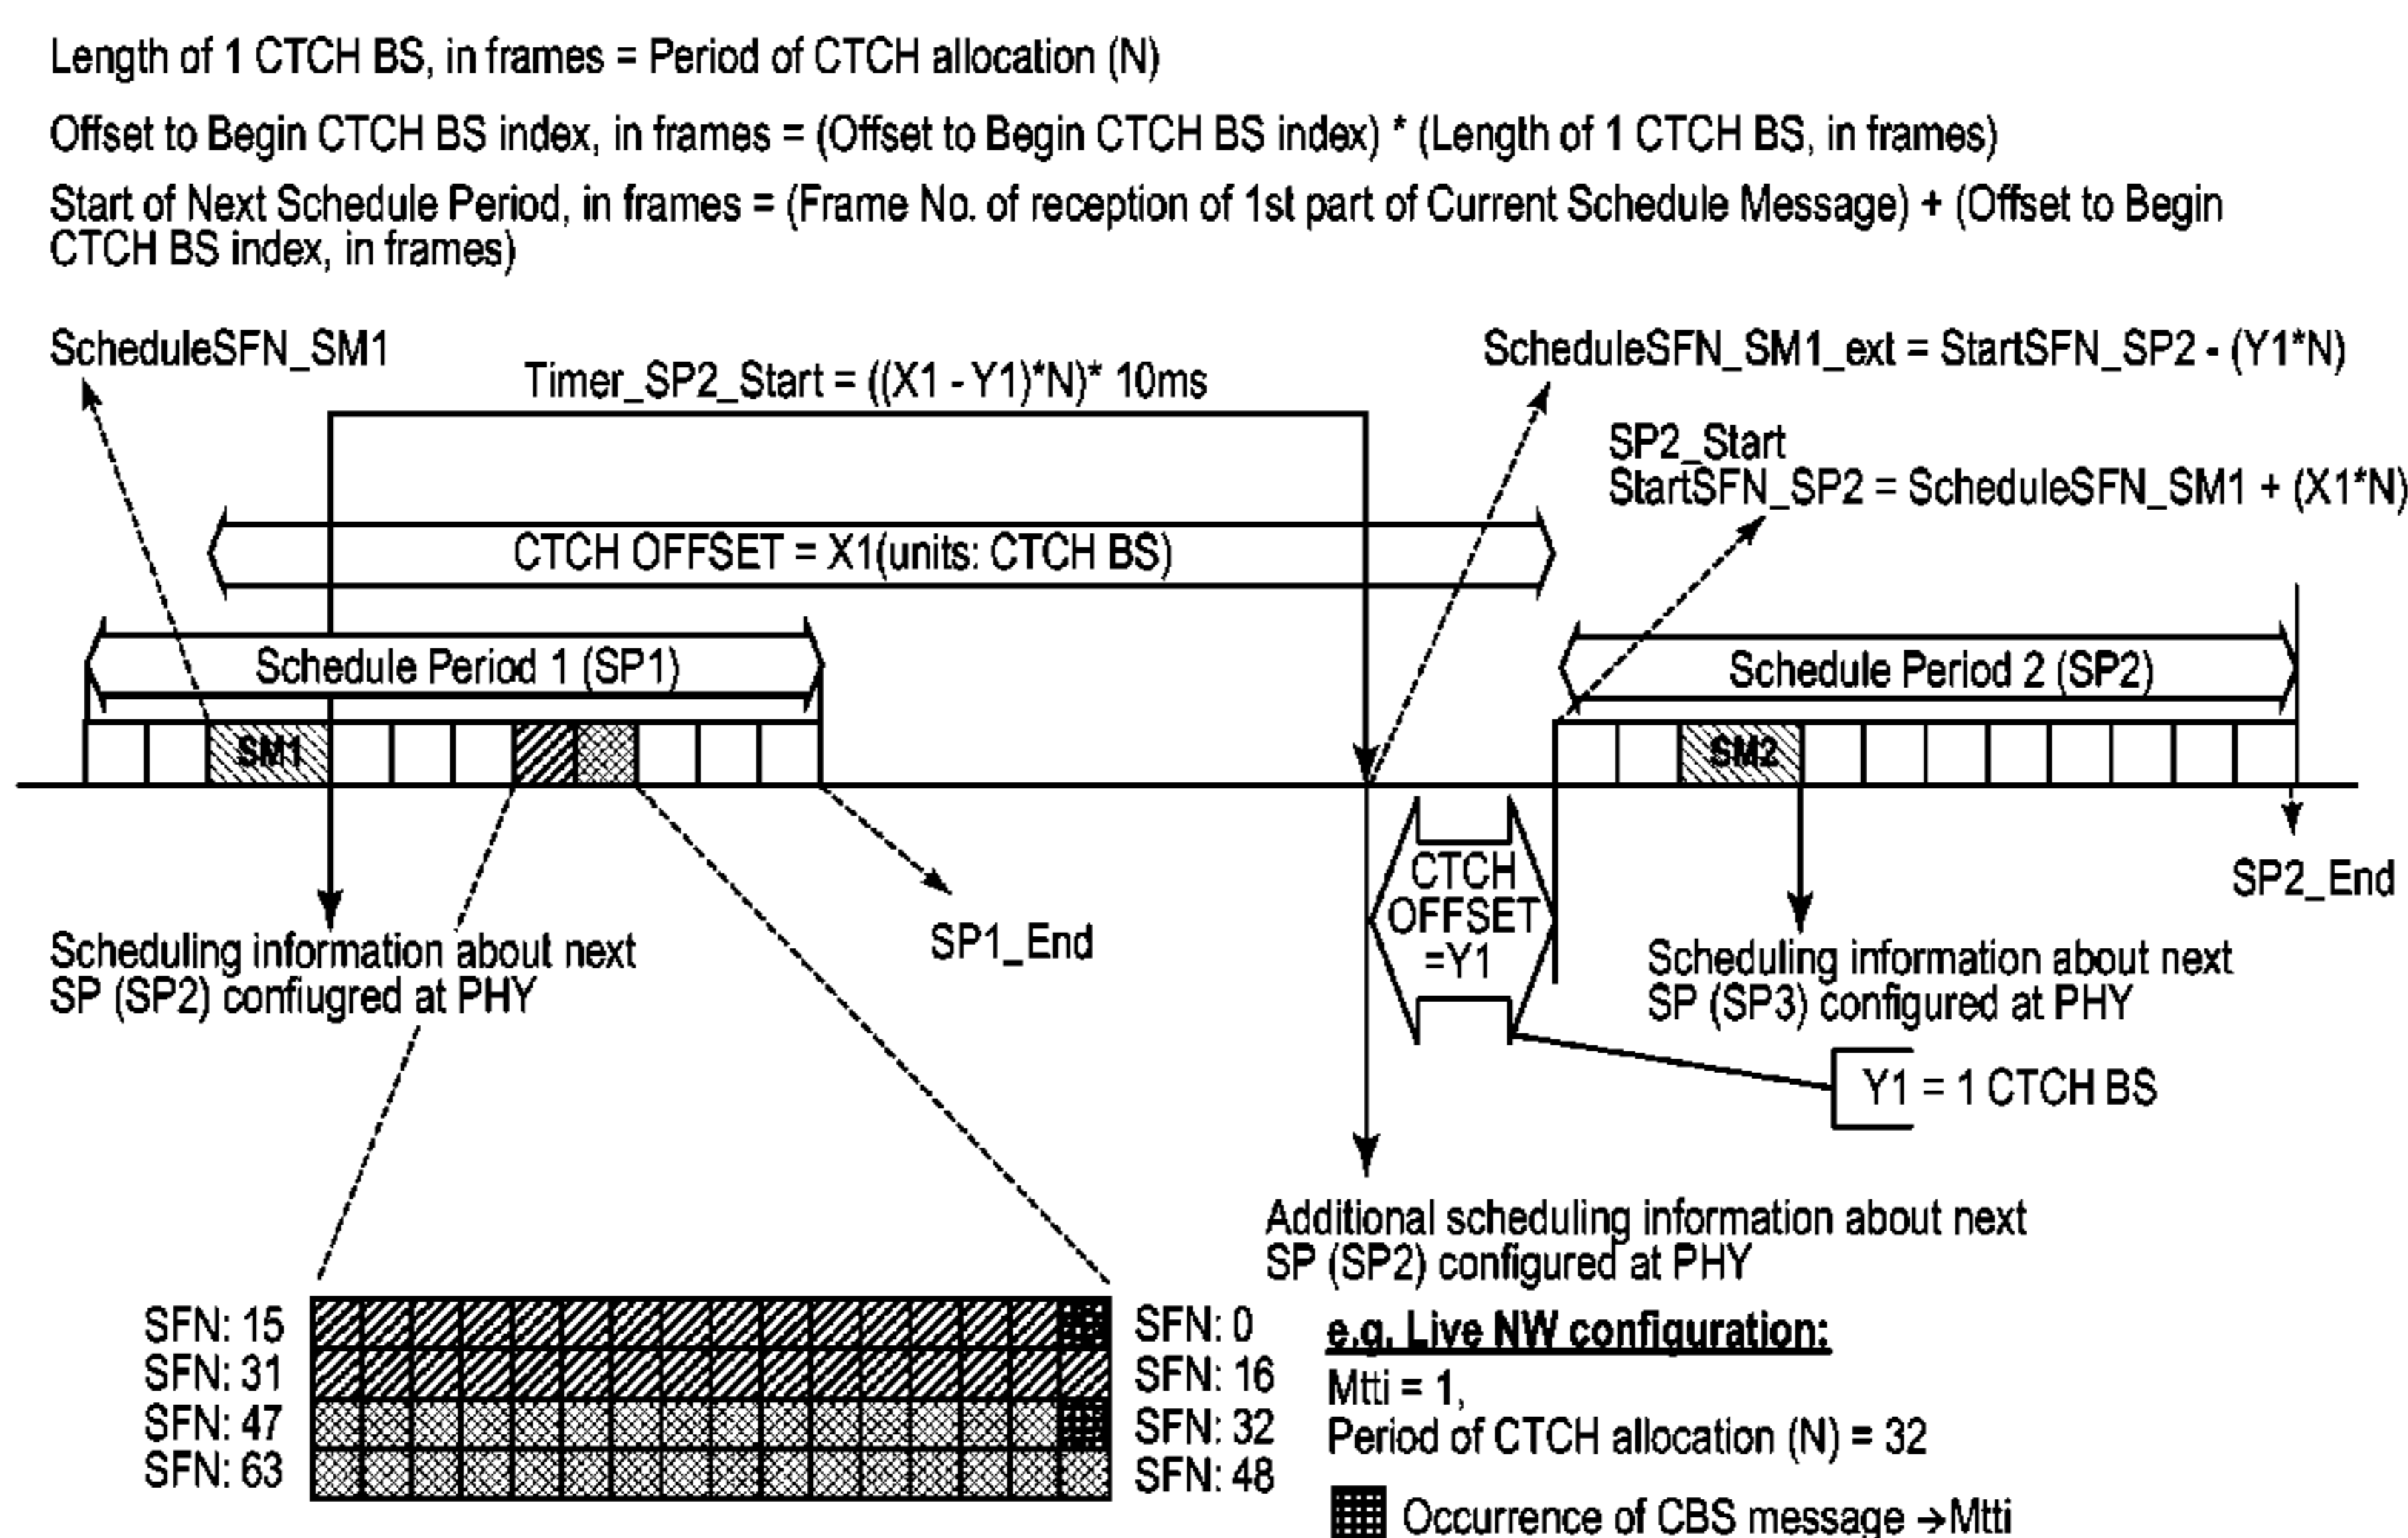 Length of 1 CTCH BS, in frames = Period of CTCH allocation (N)
Offset to Begin CTCH BS index, in frames = (Offset to Begin CTCH BS index) * (Length of 1 CTCH BS, in frames)
Start of Next Schedule Period, in frames = (Frame No. of reception of 1st part of Current Schedule Message) + (Offset to Begin
CTCH BS index, in frames)
ScheduleSFN_SM1
Timer_SP2_Start = ((X1 - Y1)*N)* 10ms
ScheduleSFN_SM1_ext = StartSFN_SP2 - (Y1*N)
SP2_Start
StartSFN_SP2 = ScheduleSFN_SM1 + (X1*N)
CTCH OFFSET = X1(units: CTCH BS)
Schedule Period 1 (SP1)
Schedule Period 2 (SP2)
SM1
SM2
CTCH
OFFSET
=Y1
SP1_End
SP2_End
Scheduling information about next
SP (SP2) confiugred at PHY
Scheduling information about next
SP (SP3) configured at PHY
Y1 = 1 CTCH BS
Additional scheduling information about next
SP (SP2) configured at PHY
SFN: 15
SFN: 31
SFN: 47
SFN: 63
SFN: 0
SFN: 16
SFN: 32
SFN: 48
e.g. Live NW configuration:
Mtti = 1,
Period of CTCH allocation (N) = 32
Occurrence of CBS message →Mtti